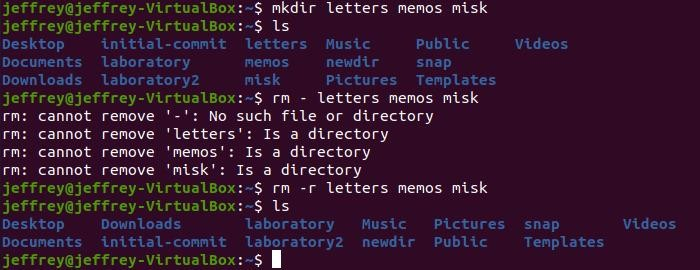 jeffrey@jeffrey-VirtualBox:~$ mkdir letters memos misk
jeffrey@jeffrey-VirtualBox:~$ ls
Desktop    initial-commit  letters  Music     Public     Videos
Documents  laboratory      memos    newdir    snap
Downloads  laboratory2     misk     Pictures  Templates
jeffrey@jeffrey-VirtualBox:~$ rm - letters memos misk
rm: cannot remove '-': No such file or directory
rm: cannot remove 'letters': Is a directory
rm: cannot remove 'memos': Is a directory
rm: cannot remove 'misk': Is a directory
jeffrey@jeffrey-VirtualBox:~$ rm -r letters memos misk
jeffrey@jeffrey-VirtualBox:~$ ls
Desktop    Downloads       laboratory   Music   Pictures  snap       Videos
Documents  initial-commit  laboratory2  newdir  Public    Templates
jeffrey@jeffrey-VirtualBox:~$